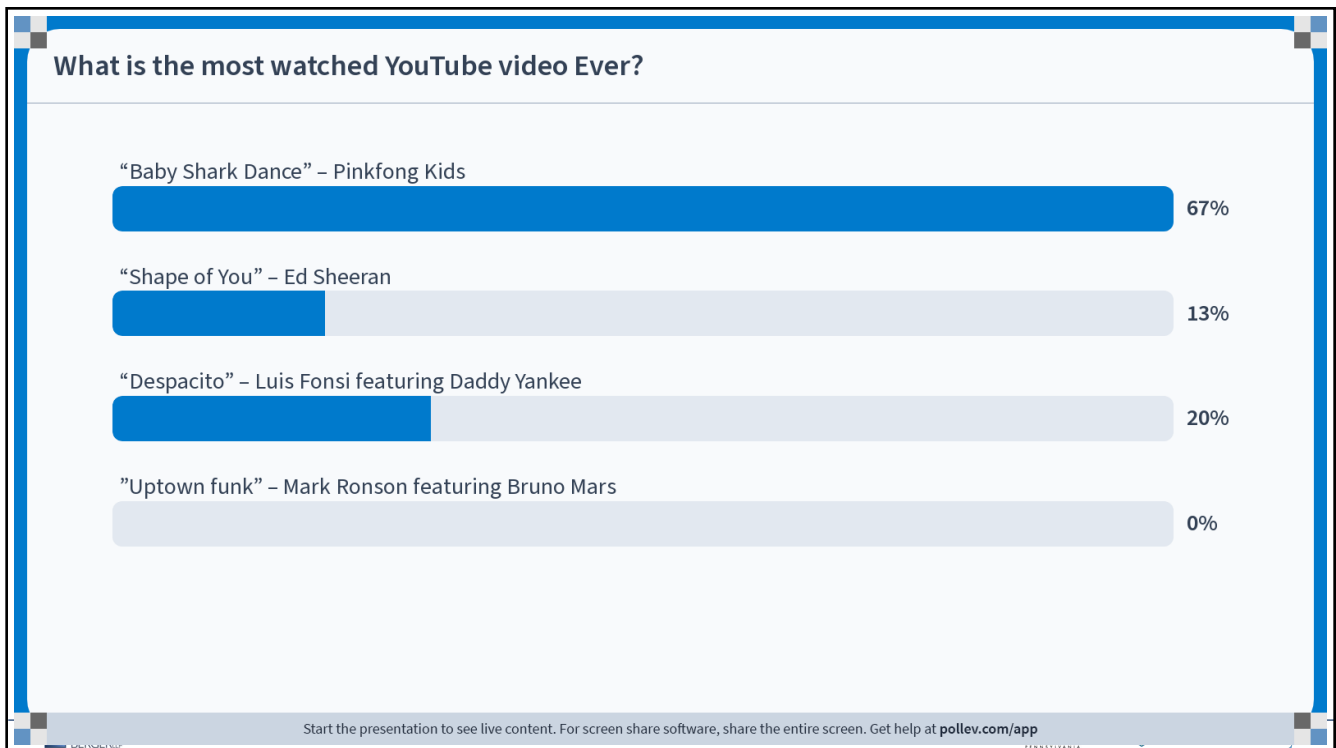 What is the most watched YouTube video Ever?
“Baby Shark Dance” – Pinkfong Kids
67%
“Shape of You” – Ed Sheeran
13%
“Despacito” – Luis Fonsi featuring Daddy Yankee
20%
”Uptown funk” – Mark Ronson featuring Bruno Mars
0%
Start the presentation to see live content. For screen share software, share the entire screen. Get help at pollev.com/app